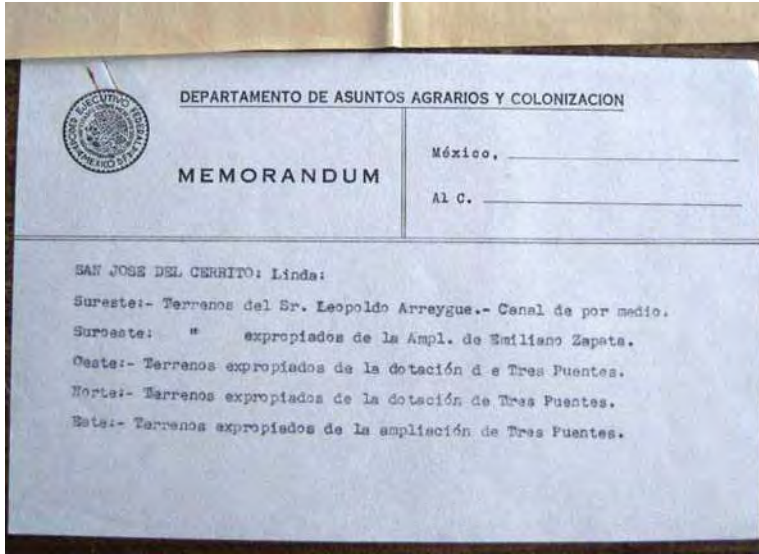 EJECUTIVO FEDERAL
DEPARTAMENTO DE ASUNTOS AGRARIOS Y COLONIZACION
MEMORANDUM
México,
Al C.
SAN JOSE DEL CERRITO: Linda:
Sureste:- Terrenos del Sr. Leopoldo Arreygue.- Canal de por medio.
Suroeste: " expropiados de la Ampl. de Emiliano Zapata.
Oeste:- Terrenos expropiados de la dotación d e Tres Puentes.
Norte:- Terrenos expropiados de la dotación de Tres Puentes.
Este:- Terrenos expropiados de la ampliación de Tres Puentes.